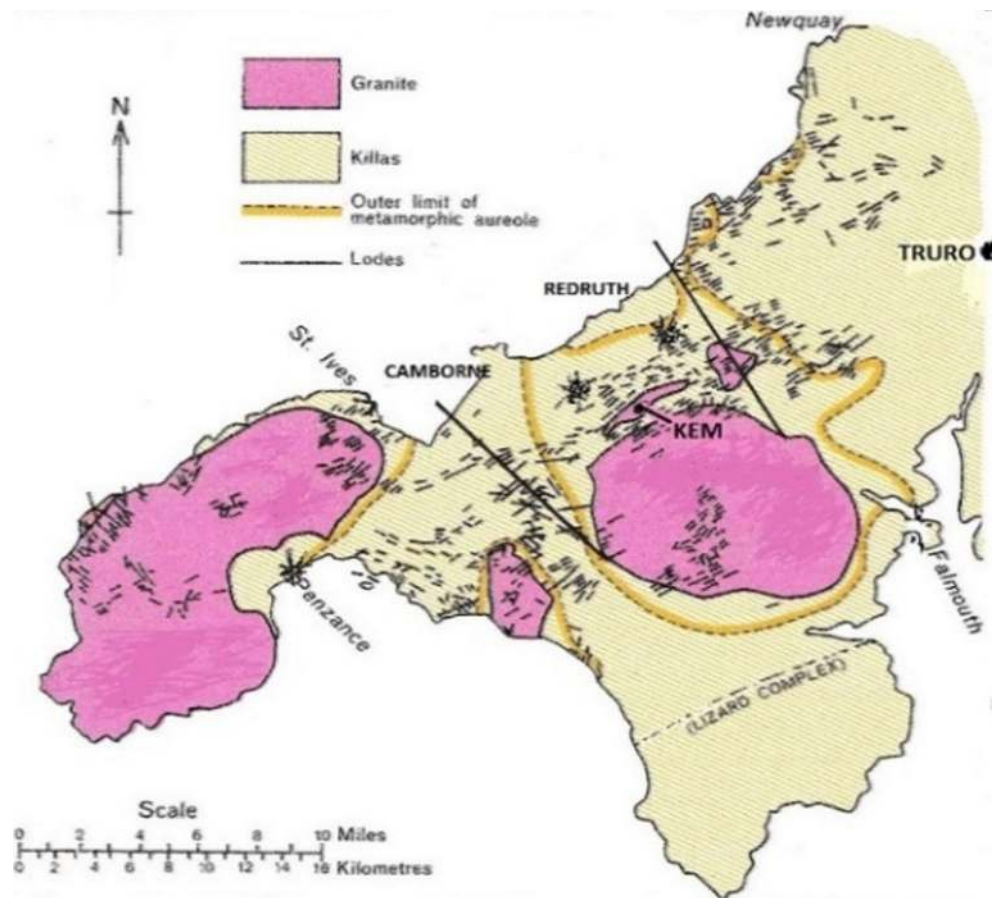 Newquay
Granite
N
Killas
Outer limit of
metamorphic aureole
Lodes
TRURO
REDRUTH
St. Ives
CAMBORNE
KEM
Penzance
Falmouth
(LIZARD COMPLEX)
Scale
0 2 4 6 8 10 Miles
0 2 4 6 8 10 12 14 16 Kilometres